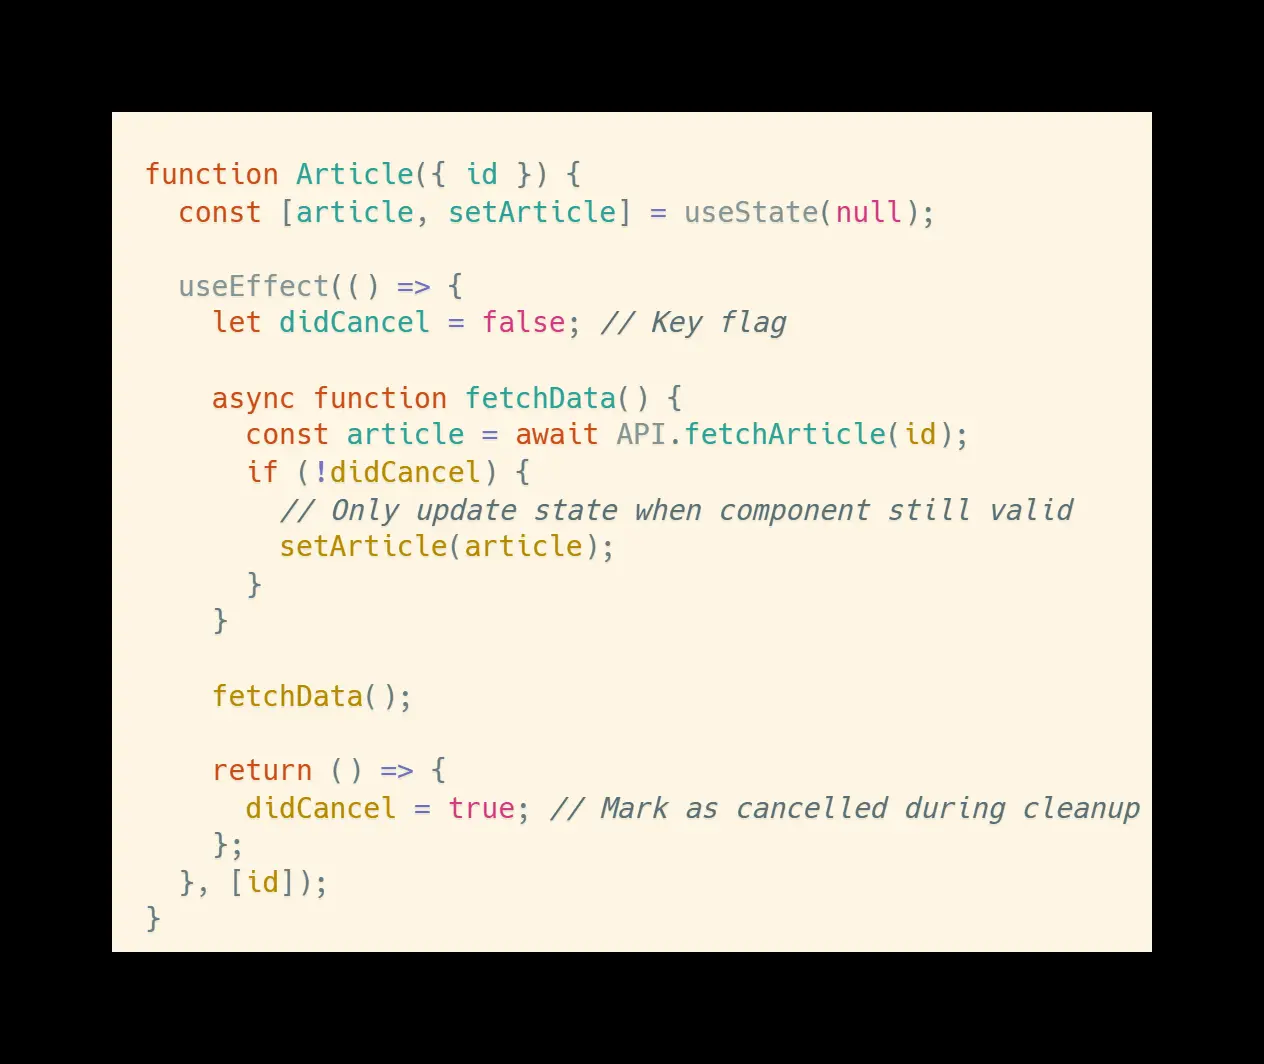 function Article({ id }) {
  const [article, setArticle] = useState(null);

  useEffect(() => {
    let didCancel = false; // Key flag

    async function fetchData() {
      const article = await API.fetchArticle(id);
      if (!didCancel) {
        // Only update state when component still valid
        setArticle(article);
      }
    }

    fetchData();

    return () => {
      didCancel = true; // Mark as cancelled during cleanup
    };
  }, [id]);
}